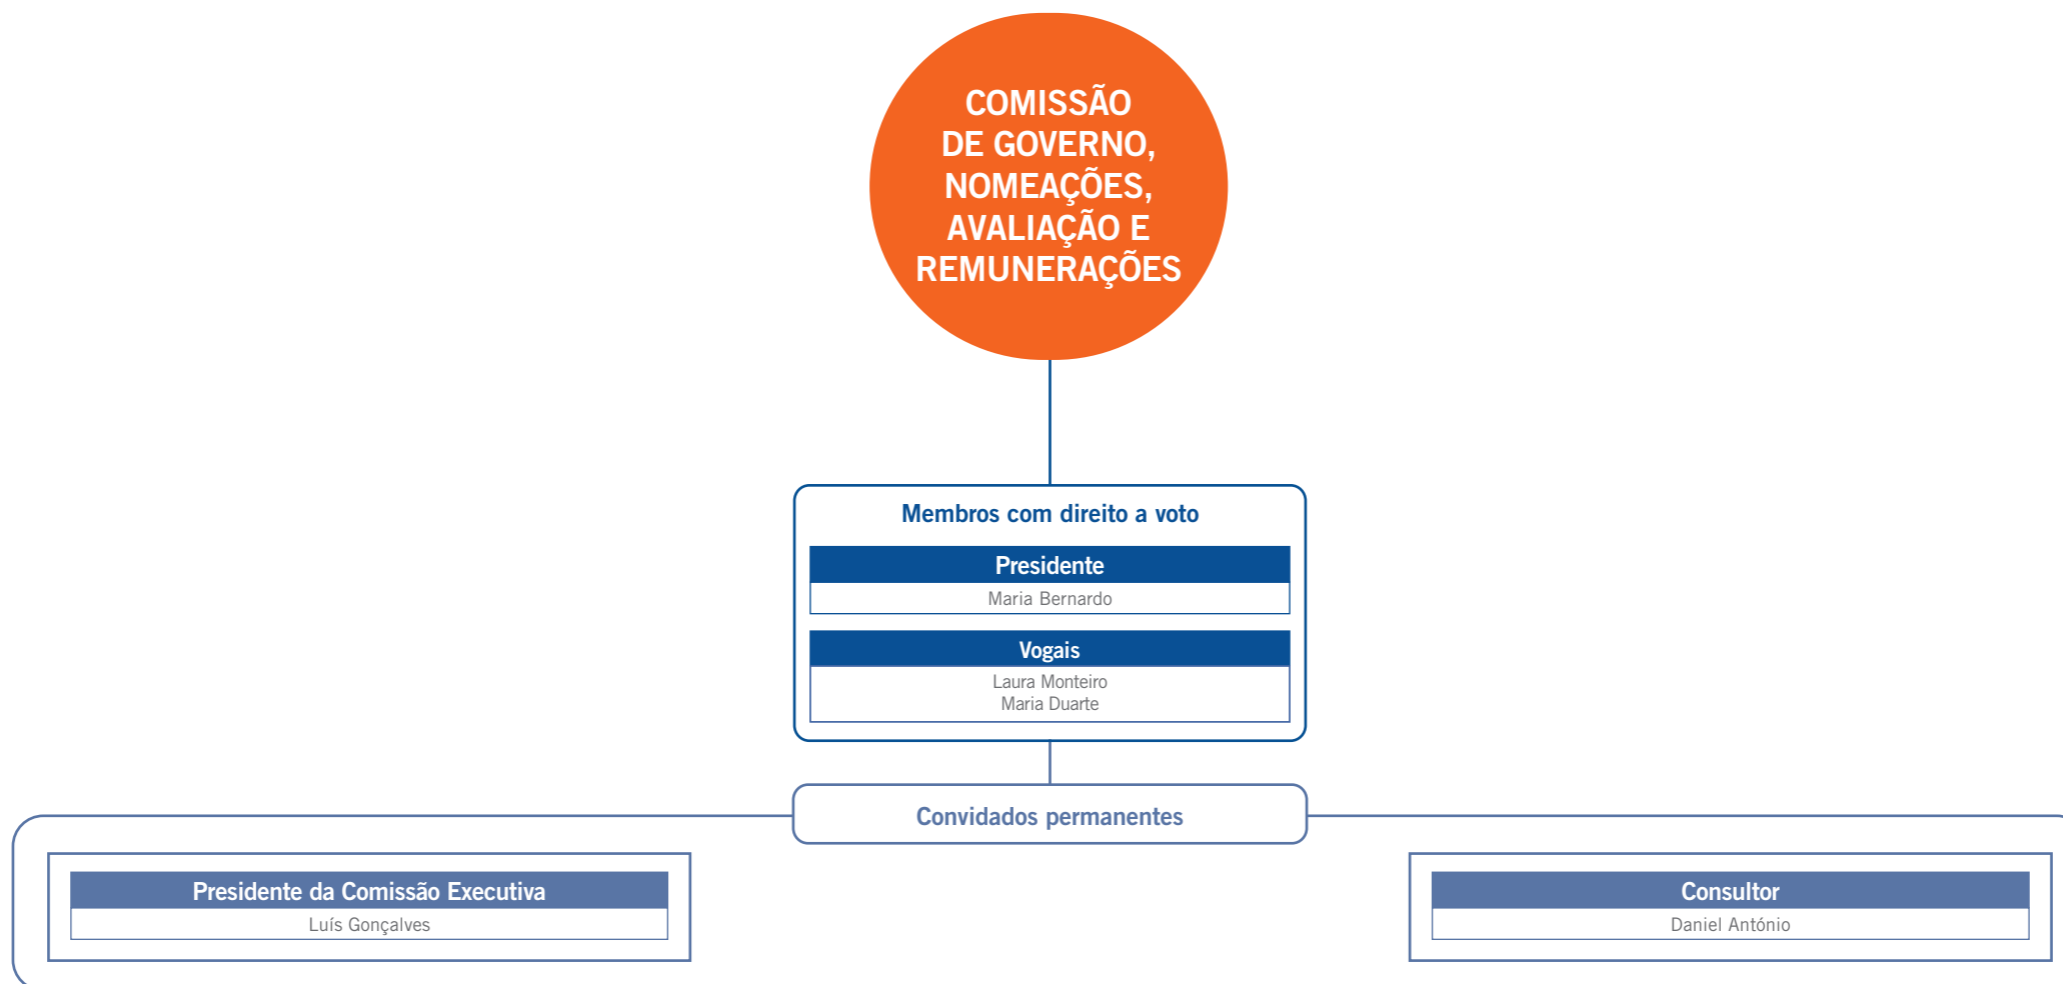 COMISSÃO
DE GOVERNO,
NOMEAÇÕES,
AVALIAÇÃO E
REMUNERAÇÕES
Membros com direito a voto
Presidente
Maria Bernardo
Vogais
Laura Monteiro
Maria Duarte
Convidados permanentes
Presidente da Comissão Executiva
Luís Gonçalves
Consultor
Daniel António